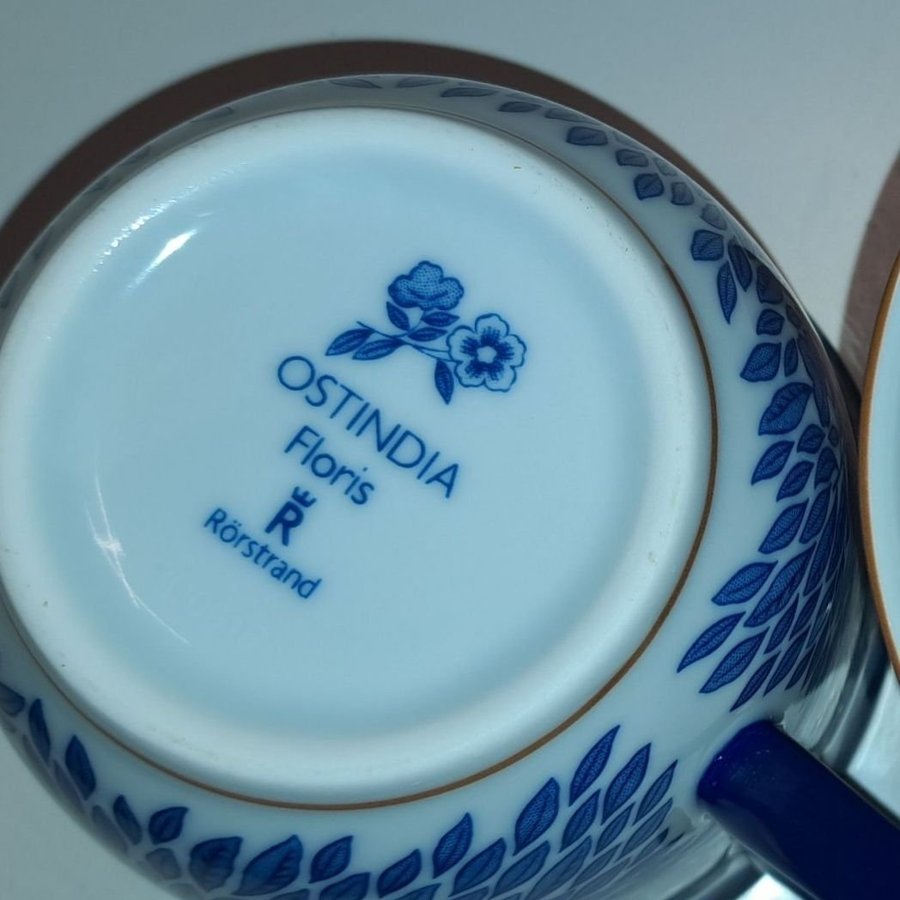 OSTINDIA
Floris
R
Rörstrand